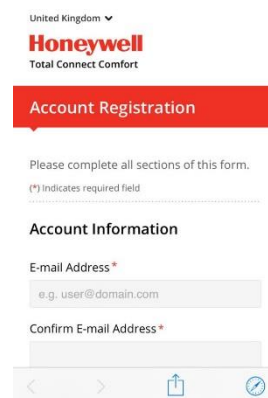 United Kingdom
Honeywell
Total Connect Comfort
Account Registration
Please complete all sections of this form.
(*) Indicates required field
Account Information
E-mail Address*
e.g. user@domain.com
Confirm E-mail Address*